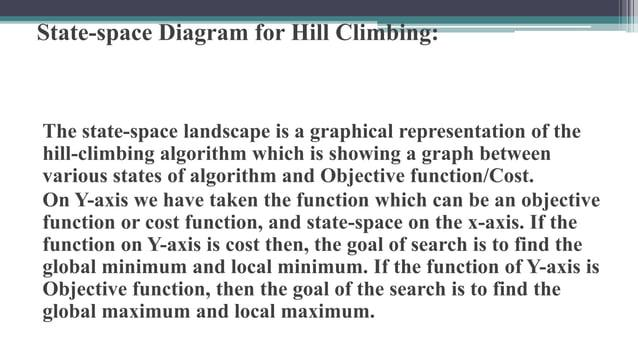 State-space Diagram for Hill Climbing:
The state-space landscape is a graphical representation of the
hill-climbing algorithm which is showing a graph between
various states of algorithm and Objective function/Cost.
On Y-axis we have taken the function which can be an objective
function or cost function, and state-space on the x-axis. If the
function on Y-axis is cost then, the goal of search is to find the
global minimum and local minimum. If the function of Y-axis is
Objective function, then the goal of the search is to find the
global maximum and local maximum.